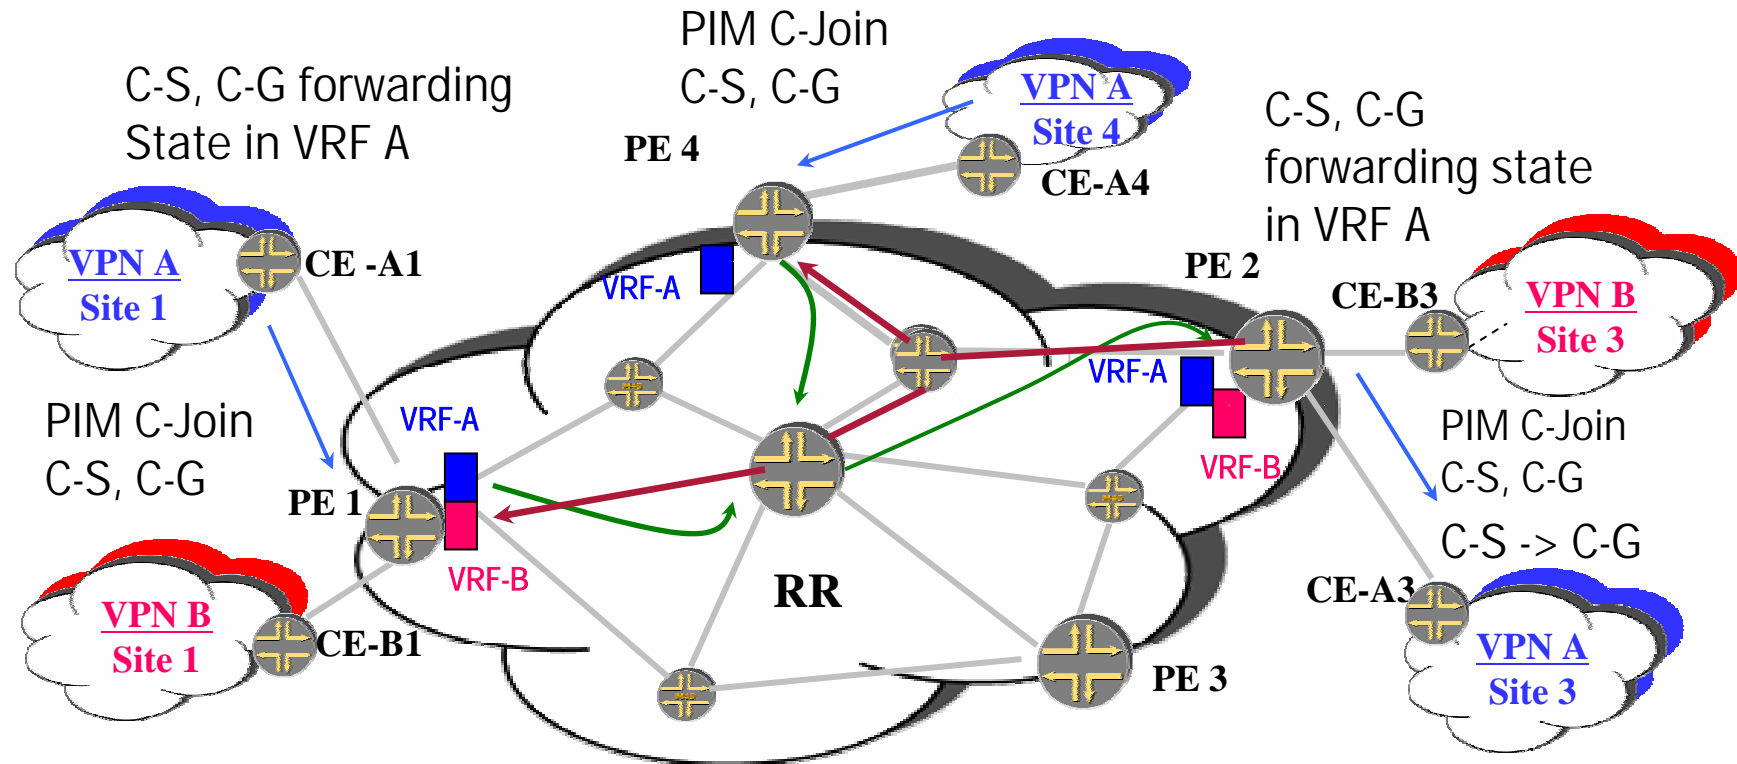 PIM C-Join
C-S, C-G
C-S, C-G forwarding
State in VRF A
PE 4
VPN A
Site 4
CE-A4
C-S, C-G
forwarding state
in VRF A
VPN A
Site 1
CE -A1
VRF-A
PE 2
CE-B3
VPN B
Site 3
VRF-A
VRF-B
PIM C-Join
C-S, C-G
VRF-A
PE 1
VRF-B
RR
PIM C-Join
C-S, C-G
C-S -> C-G
CE-A3
VPN A
Site 3
VPN B
Site 1
CE-B1
PE 3